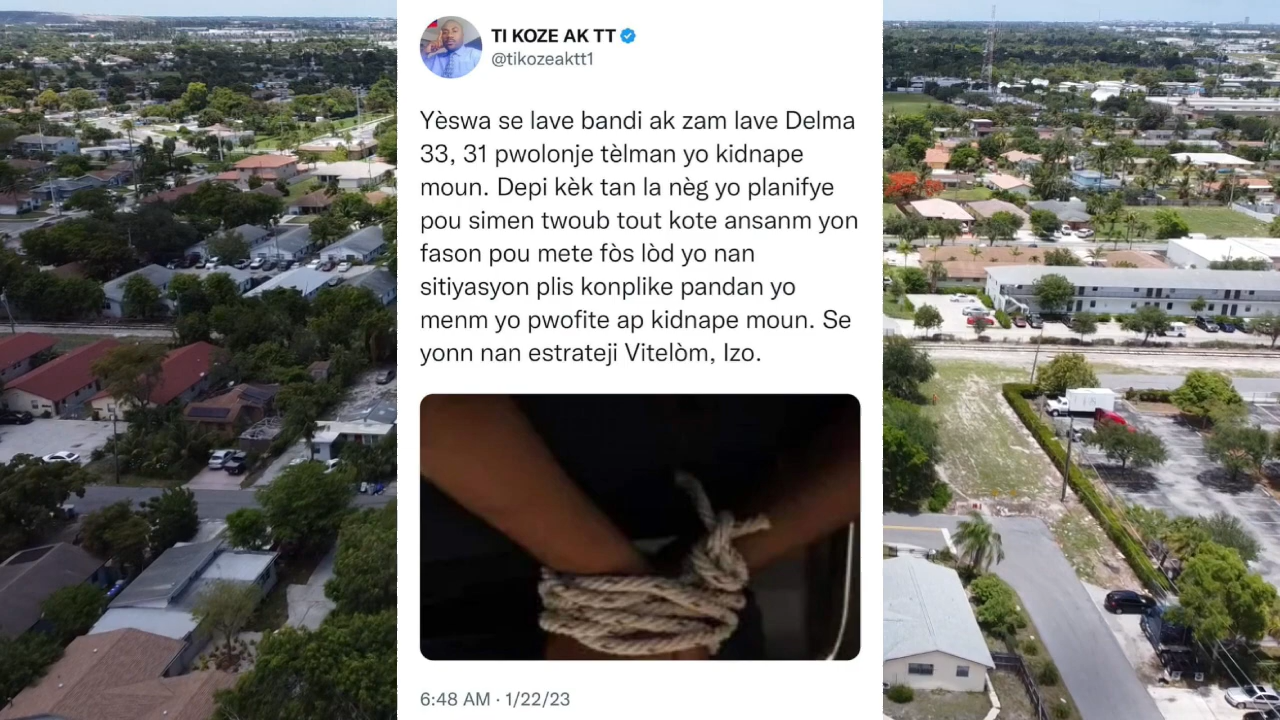 TI KOZE AK TT
@tikozeaktt1
Yèswa se lave bandi ak zam lave Delma
33, 31 pwolonje tèlman yo kidnape
moun. Depi kèk tan la nèg yo planifye
pou simen twoub tout kote ansanm yon
fason pou mete fòs lòd yo nan
sitiyasyon plis konplike pandan yo
menm yo pwofite ap kidnape moun. Se
yonn nan estrateji Vitelòm, Izo.
6:48 AM · 1/22/23